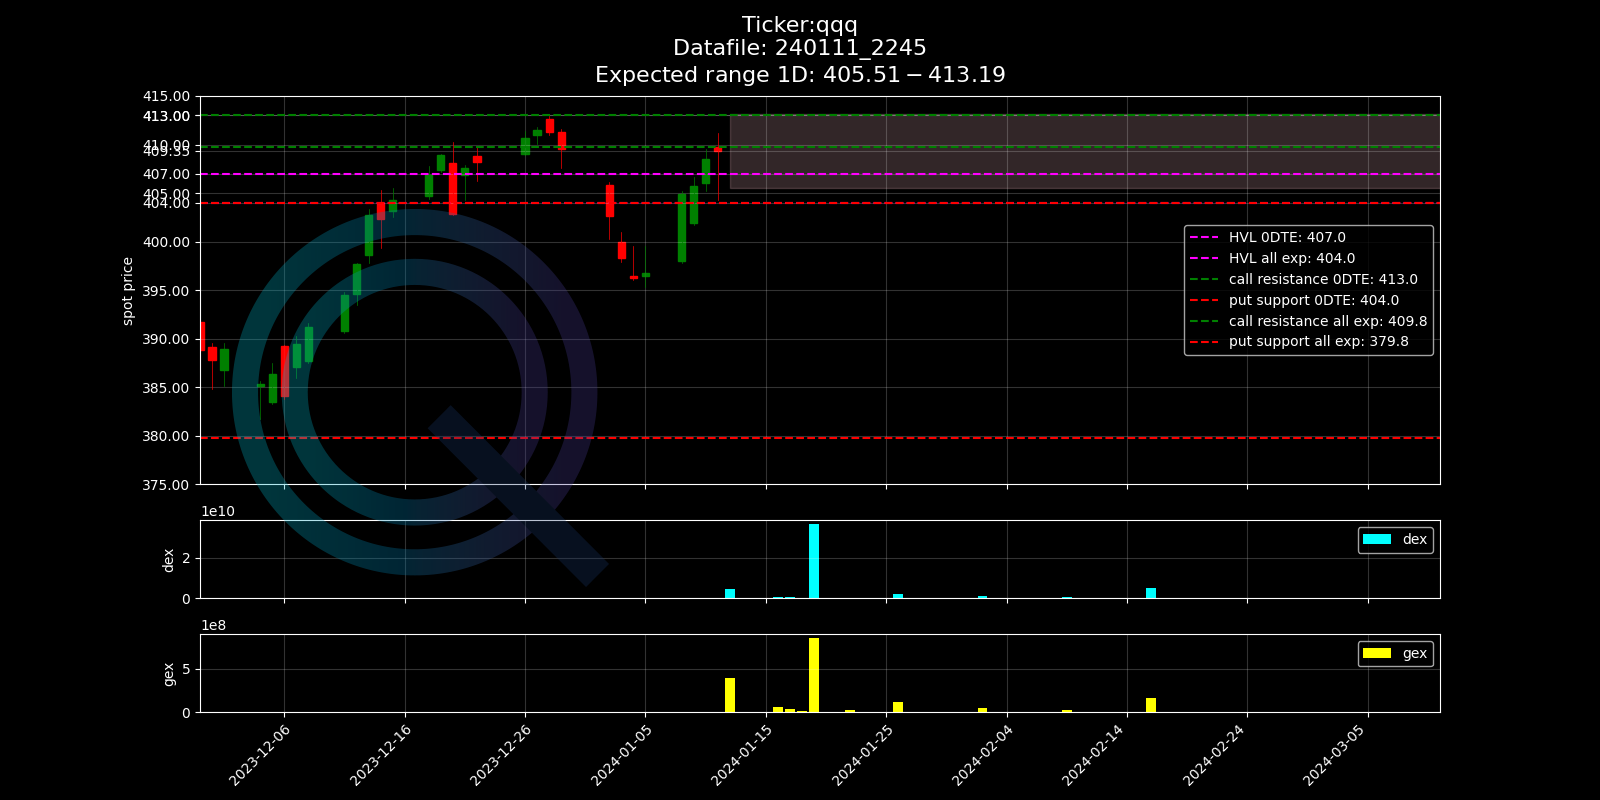 Ticker:qqq
Datafile: 240111_2245
Expected range 1D: 405.51 − 413.19
415.00
413.00
410.00
407.00
405.00
404.00
400.00
395.00
390.00
385.00
380.00
375.00
spot price
HVL 0DTE: 407.0
HVL all exp: 404.0
call resistance 0DTE: 413.0
put support 0DTE: 404.0
call resistance all exp: 409.8
put support all exp: 379.8
1e10
2
0
dex
dex
1e8
5
0
gex
gex
2023-12-06
2023-12-16
2023-12-26
2024-01-05
2024-01-15
2024-01-25
2024-02-04
2024-02-14
2024-02-24
2024-03-05